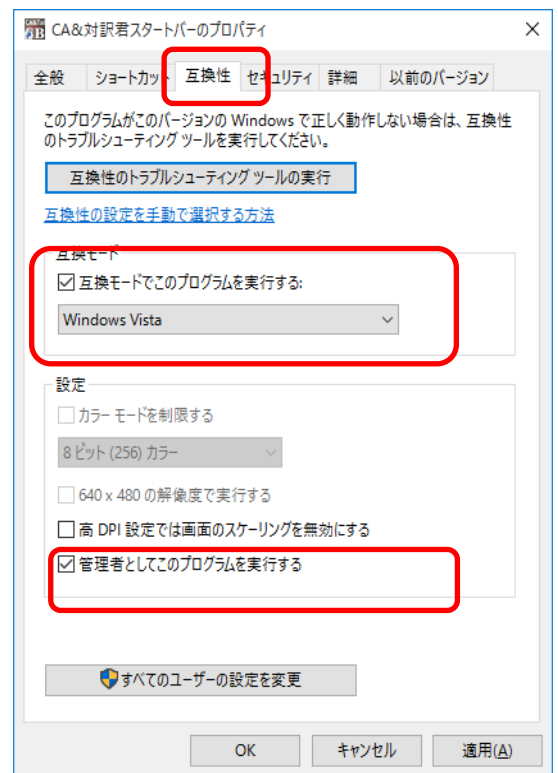 CA&対訳君スタートバーのプロパティ
全般 ショートカット 互換性 セキュリティ 詳細 以前のバージョン
このプログラムがこのバージョンの Windows で正しく動作しない場合は、互換性
のトラブルシューティング ツールを実行してください。
互換性のトラブルシューティング ツールの実行
互換性の設定を手動で選択する方法
互換モード
互換モードでこのプログラムを実行する:
Windows Vista
設定
カラー モードを制限する
8 ビット (256) カラー
640 x 480 の解像度で実行する
高 DPI 設定では画面のスケーリングを無効にする
管理者としてこのプログラムを実行する
すべてのユーザーの設定を変更
OK キャンセル 適用(A)